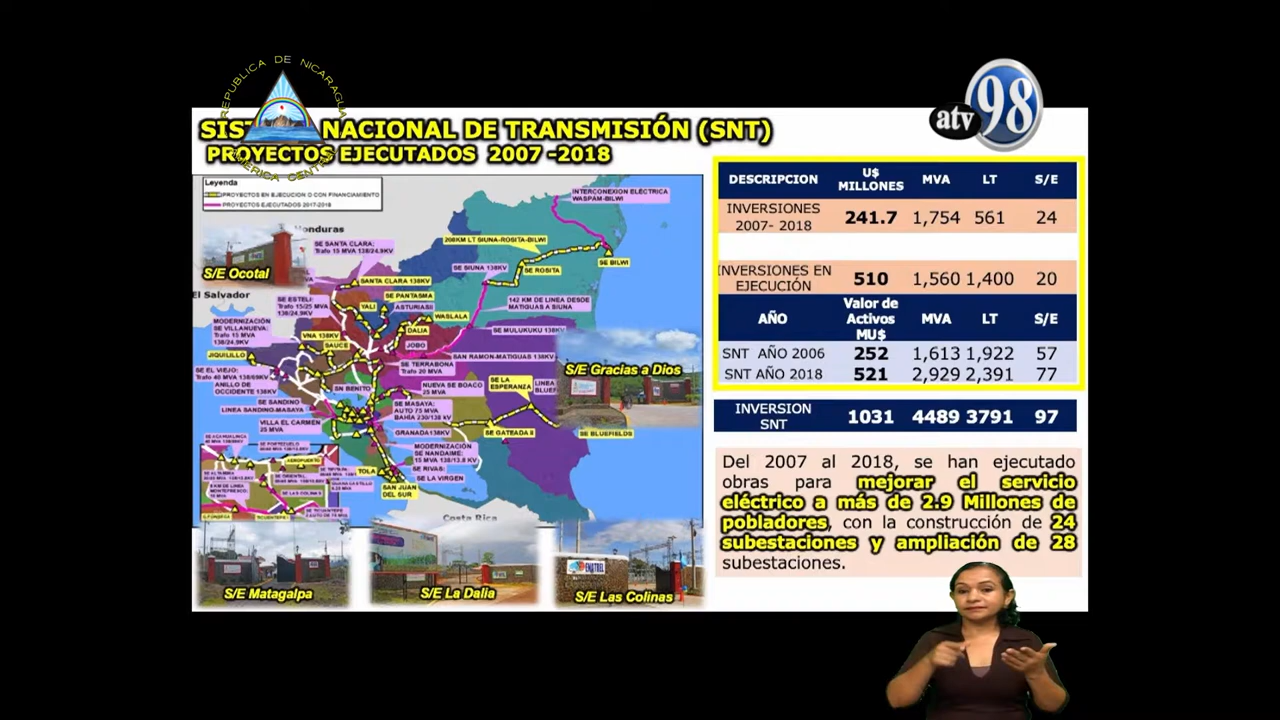 REPUBLICA DE NICARAGUA
AMERICA CENTRAL
atv 98
NACIONAL DE TRANSMISIÓN (SNT)
PROYECTOS EJECUTADOS 2007 -2018
Leyenda
PROYECTOS EN EJECUCION O CON FINANCIAMIENTO
PROYECTOS EJECUTADOS 2017-2018
INTERCONEXION ELÉCTRICA
WASPÁM-BILWI
Honduras
SE SANTA CLARA:
Trafo 15 MVA 138/24.9KV
208KM LT SIUNA-ROSITA-BILWI
SE BILWI
S/E Ocotal
SE SIUNA 138KV
SE ROSITA
SANTA CLARA 138KV
El Salvador
SE ESTELI:
Trafo 15/25 MVA
138/24.9KV
YALI
SE PANTASMA
ASTURIAS II
142 KM DE LINEA DESDE
MATIGUAS A SIUNA
WASLALA
MODERNIZACIÓN
SE VILLANUEVA:
Trafo 15 MVA
138/24.9KV
VNA 138KV
SAUCE
DALIA
SE MULUKUKU 138KV
JOBO
JIQUILILLO
SAN RAMON-MATIGUAS 138KV
SE TERRABONA
Trafo 20 MVA
SE EL VIEJO:
Trafo 40 MVA 138/69KV
ANILLO DE
OCCIDENTE 138KV
SN BENITO
NUEVA SE BOACO
25 MVA
SE LA
ESPERANZA
LINEA
BLUEF
S/E Gracias a Dios
SE SANDINO
LINEA SANDINO-MASAYA
SE MASAYA:
AUTO 75 MVA
BAHÍA 230/138 kV
VILLA EL CARMEN
25 MVA
GRANADA 138KV
SE GATEADA II
SE BLUEFIELDS
MODERNIZACIÓN
SE NANDAIME:
15 MVA 138/13.8 KV
SE RIVAS:
SE LA VIRGEN
TOLA
SAN JUAN
DEL SUR
AEROPUERTO
SE LAS COLINAS
Costa Rica
S/E Matagalpa
S/E La Dalia
S/E Las Colinas
ENATREL
DESCRIPCION U$ MILLONES MVA LT S/E
INVERSIONES 2007- 2018 241.7 1,754 561 24
INVERSIONES EN EJECUCIÓN 510 1,560 1,400 20
AÑO Valor de Activos MU$ MVA LT S/E
SNT AÑO 2006 252 1,613 1,922 57
SNT AÑO 2018 521 2,929 2,391 77
INVERSION SNT 1031 4489 3791 97
Del 2007 al 2018, se han ejecutado
obras para mejorar el servicio
eléctrico a más de 2.9 Millones de
pobladores, con la construcción de 24
subestaciones y ampliación de 28
subestaciones.